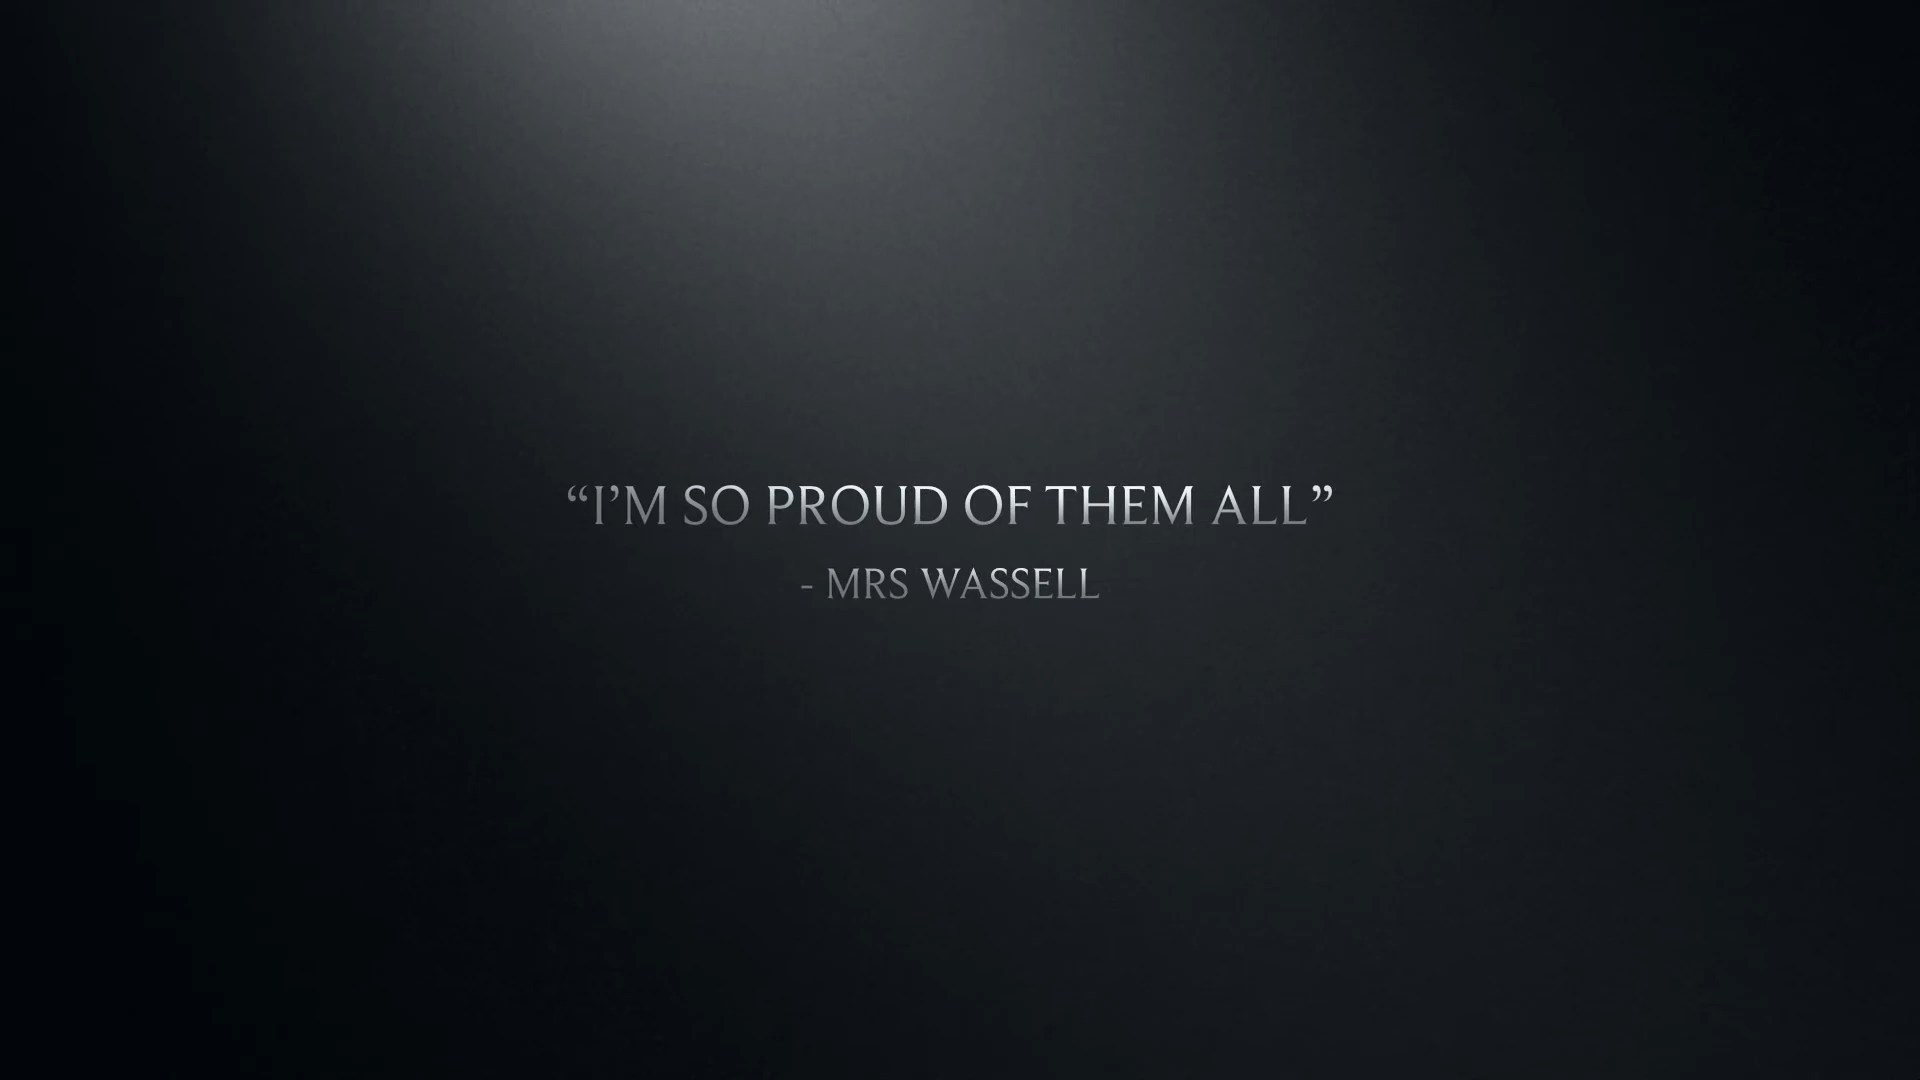 “I’M SO PROUD OF THEM ALL”
- MRS WASSELL